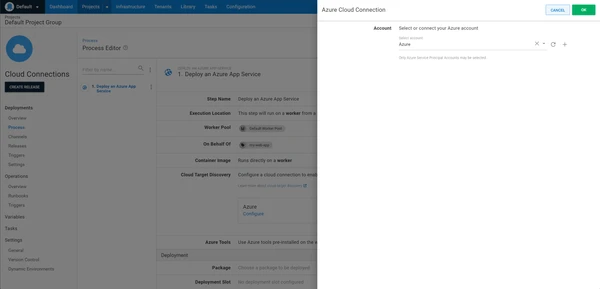 Default
Dashboard
Projects
Infrastructure
Tenants
Library
Tasks
Configuration
Projects
Default Project Group
Cloud Connections
CREATE RELEASE
Deployments
Overview
Process
Channels
Releases
Triggers
Settings
Operations
Overview
Runbooks
Triggers
Variables
Tasks
Settings
General
Version Control
Dynamic Environments
Process
Process Editor
Filter by name...
1. Deploy an Azure App
Service
1. Deploy an Azure App Service
Step Name
Deploy an Azure App Service
Execution Location
This step will run on a worker from a
Worker Pool
Default Worker Pool
On Behalf Of
Container Image
Runs directly on a worker
Cloud Target Discovery
Configure a cloud connection to enab
Azure
Configure
Azure Tools
Use Azure tools pre-installed on the w
Deployment
Package
Choose a package to be deployed
Deployment Slot
No deployment slot configured
Azure Cloud Connection
CANCEL
OK
Account
Select or connect your Azure account
Select account
Azure
Only Azure Service Principal Accounts may be selected.